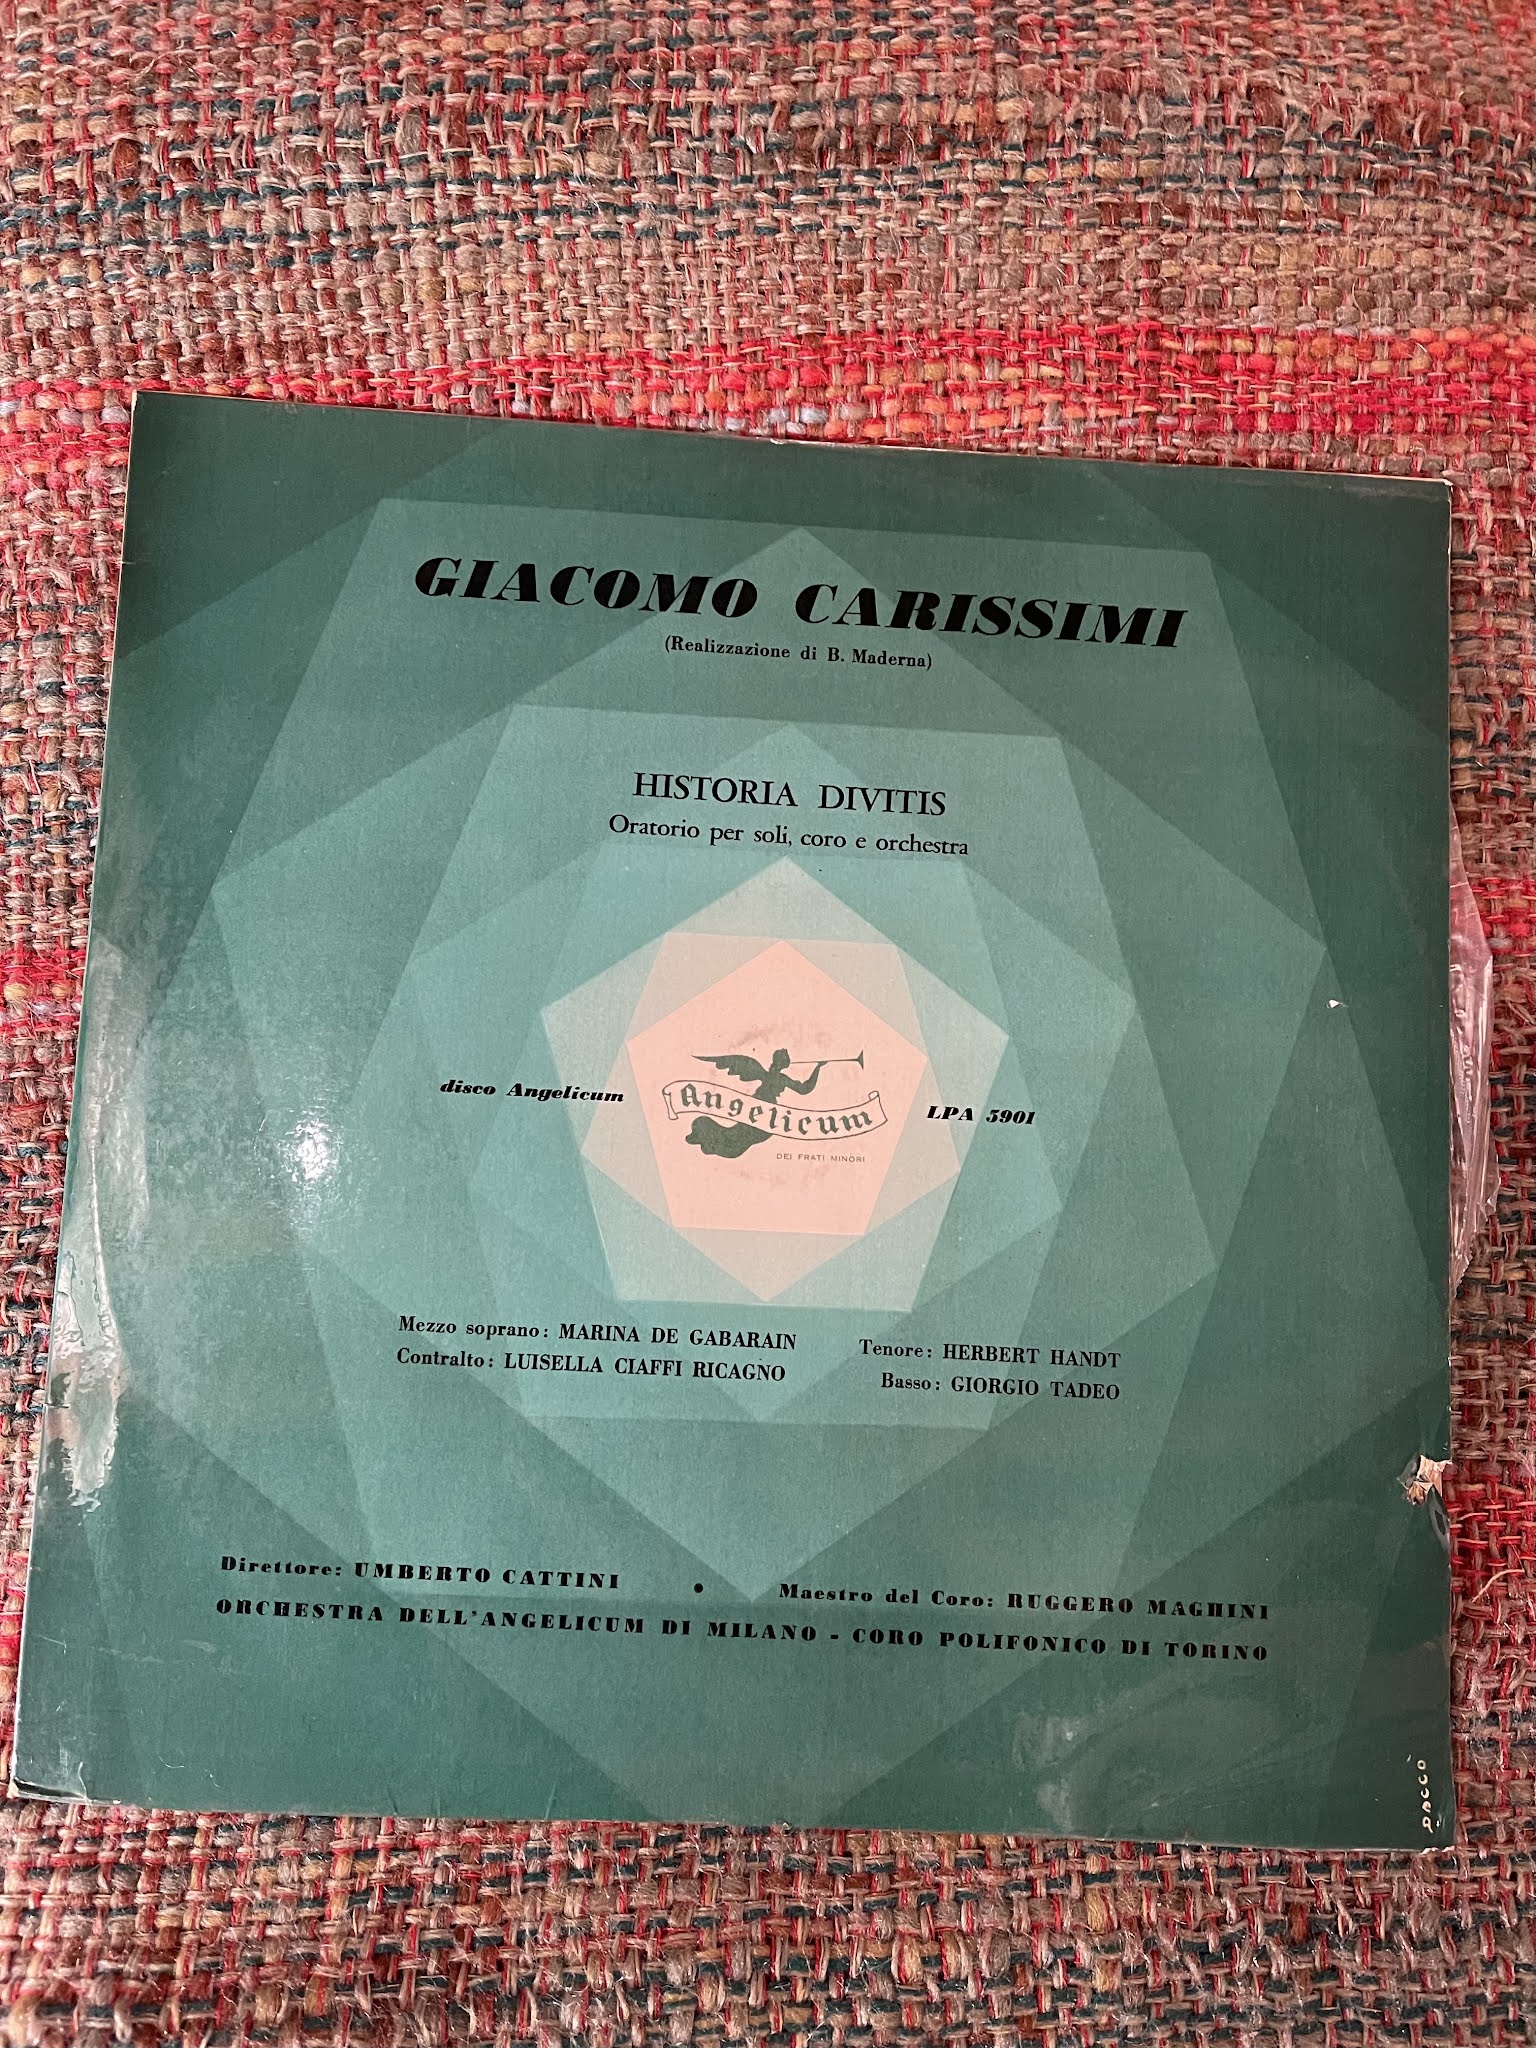 GIACOMO CARISSIMI
(Realizzazione di B. Maderna)
HISTORIA DIVITIS
Oratorio per soli, coro e orchestra
disco Angelicum
Angelicum
DEI FRATI MINORI
LPA 5901
Mezzo soprano: MARINA DE GABARAIN
Contralto: LUISELLA CIAFFI RICAGNO
Tenore: HERBERT HANDT
Basso: GIORGIO TADEO
Direttore: UMBERTO CATTINI • Maestro del Coro: RUGGERO MAGHINI
ORCHESTRA DELL'ANGELICUM DI MILANO - CORO POLIFONICO DI TORINO